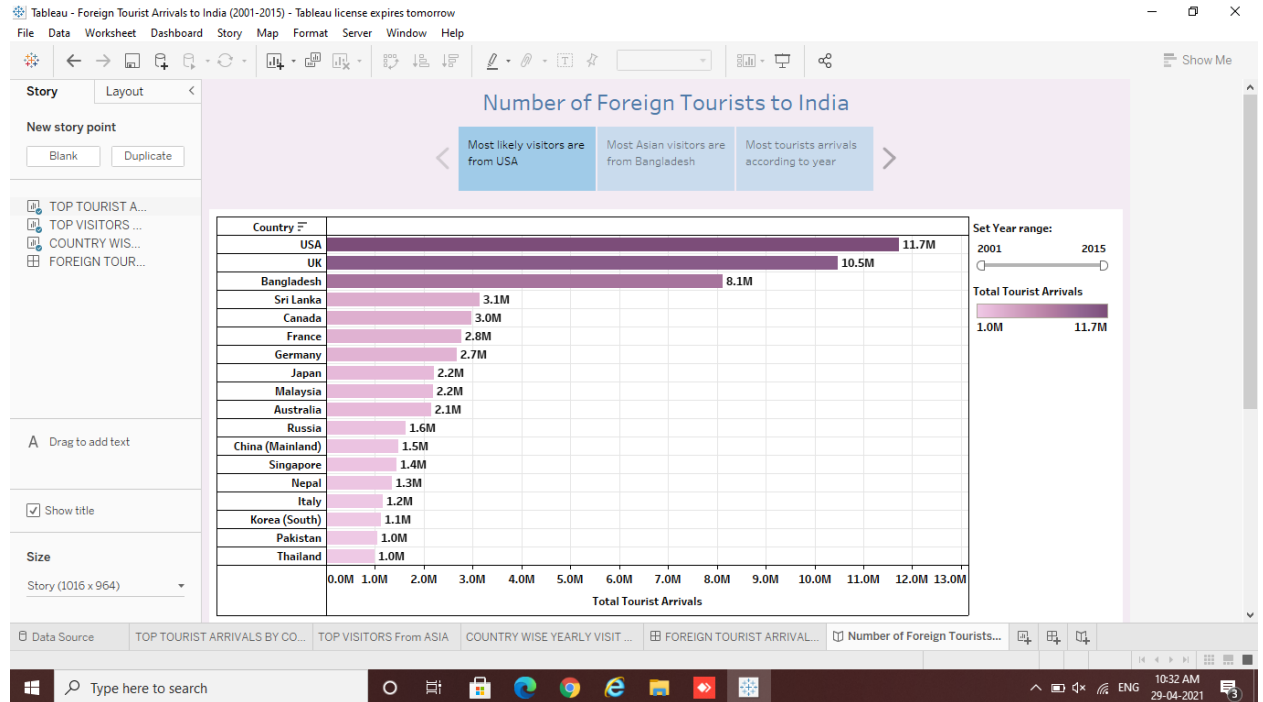 Tableau - Foreign Tourist Arrivals to India (2001-2015) - Tableau license expires tomorrow
File Data Worksheet Dashboard Story Map Format Server Window Help
Show Me
Story Layout
New story point
Blank Duplicate
TOP TOURIST A...
TOP VISITORS ...
COUNTRY WIS...
FOREIGN TOUR...
A Drag to add text
Show title
Size
Story (1016 x 964)
Number of Foreign Tourists to India
Most likely visitors are
from USA
Most Asian visitors are
from Bangladesh
Most tourists arrivals
according to year
Country
USA 11.7M
UK 10.5M
Bangladesh 8.1M
Sri Lanka 3.1M
Canada 3.0M
France 2.8M
Germany 2.7M
Japan 2.2M
Malaysia 2.2M
Australia 2.1M
Russia 1.6M
China (Mainland) 1.5M
Singapore 1.4M
Nepal 1.3M
Italy 1.2M
Korea (South) 1.1M
Pakistan 1.0M
Thailand 1.0M
0.0M 1.0M 2.0M 3.0M 4.0M 5.0M 6.0M 7.0M 8.0M 9.0M 10.0M 11.0M 12.0M 13.0M
Total Tourist Arrivals
Set Year range:
2001 2015
Total Tourist Arrivals
1.0M 11.7M
Data Source TOP TOURIST ARRIVALS BY CO... TOP VISITORS From ASIA COUNTRY WISE YEARLY VISIT ... FOREIGN TOURIST ARRIVAL... Number of Foreign Tourists...
Type here to search
ENG
10:32 AM
29-04-2021
3